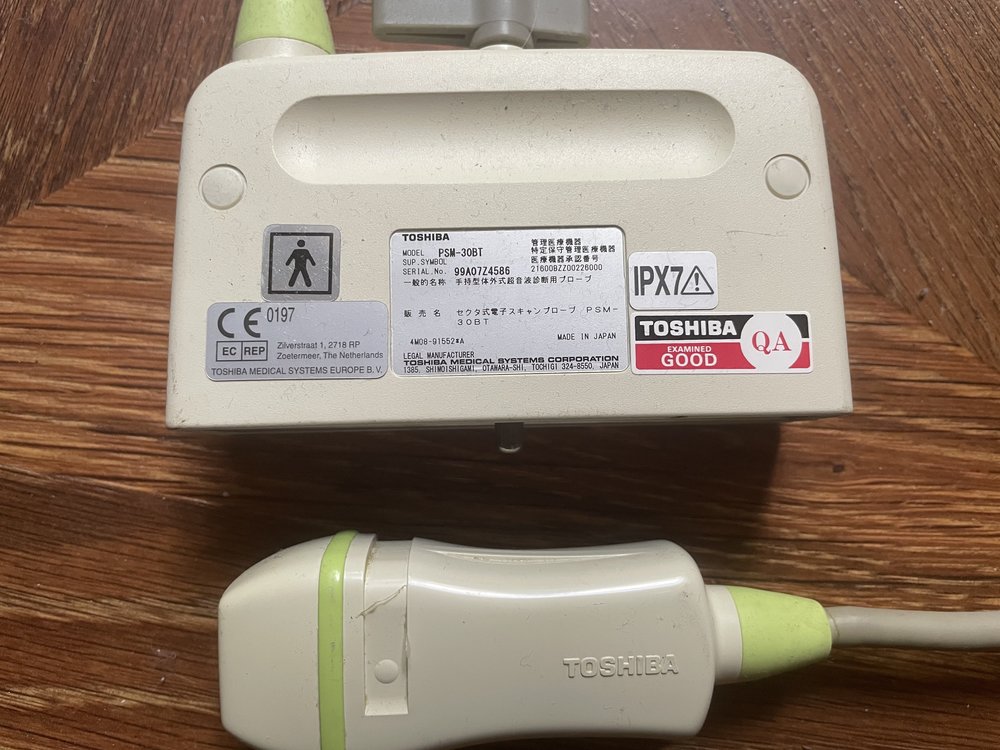 TOSHIBA
MODEL PSM-30BT
SUP.SYMBOL
SERIAL.No. 99A07Z4586
管理医療機器
特定保守管理医療機器
医療機器承認番号
21600BZZ00226000
一般的名称 手持型体外式超音波診断用プローブ
販売名 セクタ式電子スキャンプローブ PSM-
30BT
4M08-91552*A MADE IN JAPAN
LEGAL MANUFACTURER
TOSHIBA MEDICAL SYSTEMS CORPORATION
1385, SHIMOISHIGAMI, OTAWARA-SHI, TOCHIGI 324-8550, JAPAN
CE 0197
EC REP
Zilverstraat 1, 2718 RP
Zoetermeer, The Netherlands
TOSHIBA MEDICAL SYSTEMS EUROPE B.V.
IPX7
TOSHIBA
EXAMINED
GOOD
QA
TOSHIBA